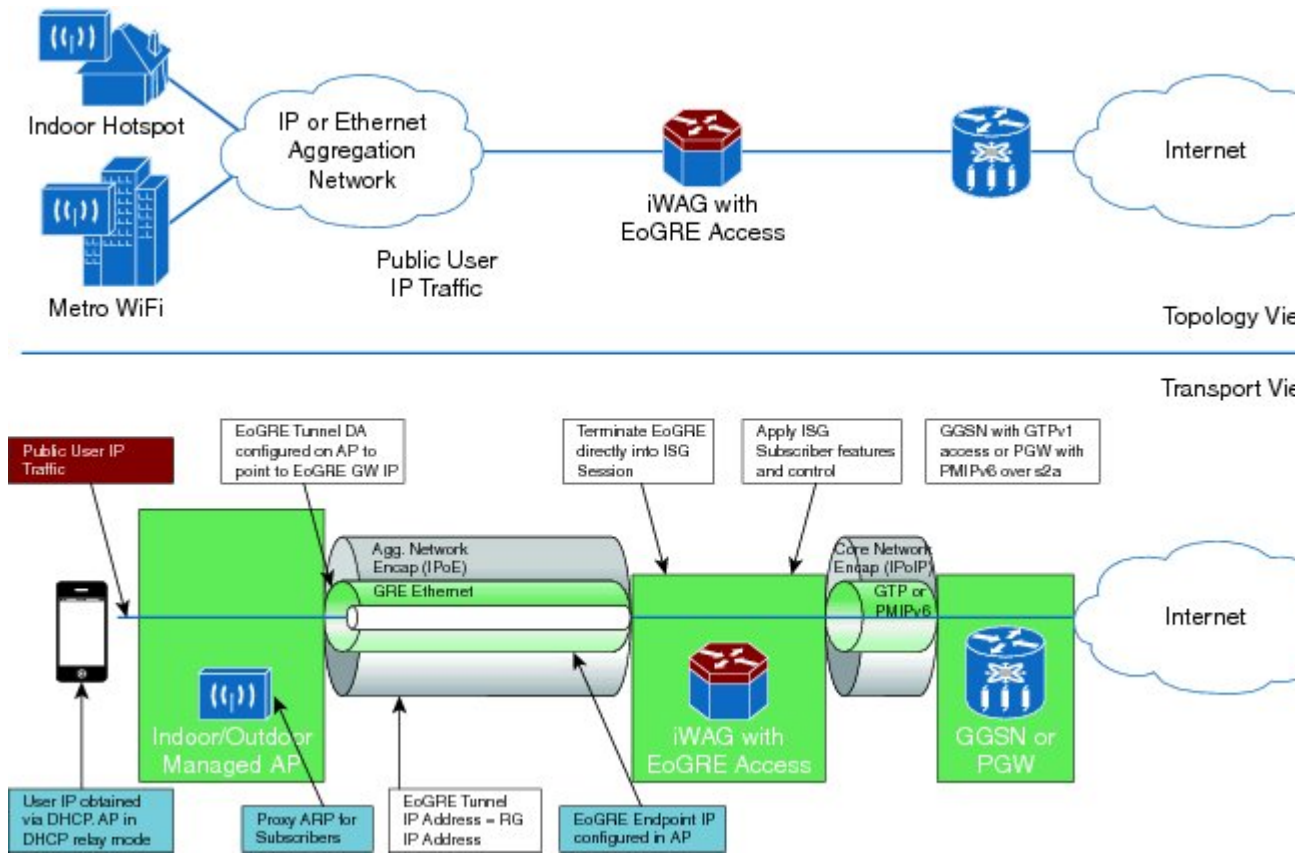 Indoor Hotspot
IP or Ethernet
Aggregation
Network
Internet
iWAG with
EoGRE Access
Public User
IP Traffic
Metro WiFi
Topology Vie
Transport Vie
Public User IP
Traffic
EoGRE Tunnel DA
configured on AP to
point to EoGRE GW IP
Terminate EoGRE
directly into ISG
Session
Apply ISG
Subscriber features
and control
GGSN with GTPv1
access or PGW with
PMIPv6 over s2a
Agg. Network
Encap (IPoE)
GRE Ethernet
Core Network
Encap (IPoIP)
GTP or
PMIPv6
Internet
Indoor/Outdoor
Managed AP
iWAG with
EoGRE Access
GGSN or
PGW
User IP obtained
via DHCP. AP in
DHCP relay mode
Proxy ARP for
Subscribers
EoGRE Tunnel
IP Address = RG
IP Address
EoGRE Endpoint IP
configured in AP